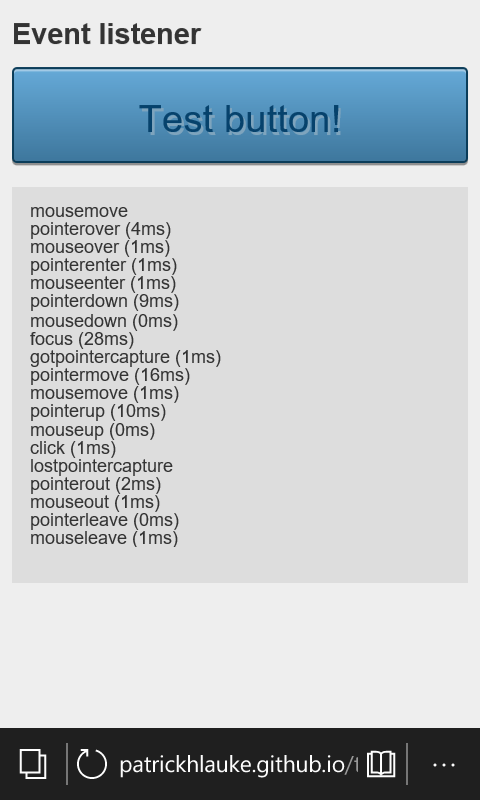 Event listener
Test button!
mousemove
pointerover (4ms)
mouseover (1ms)
pointerenter (1ms)
mouseenter (1ms)
pointerdown (9ms)
mousedown (0ms)
focus (28ms)
gotpointercapture (1ms)
pointermove (16ms)
mousemove (1ms)
pointerup (10ms)
mouseup (0ms)
click (1ms)
lostpointercapture
pointerout (2ms)
mouseout (1ms)
pointerleave (0ms)
mouseleave (1ms)
patrickhlauke.github.io/t